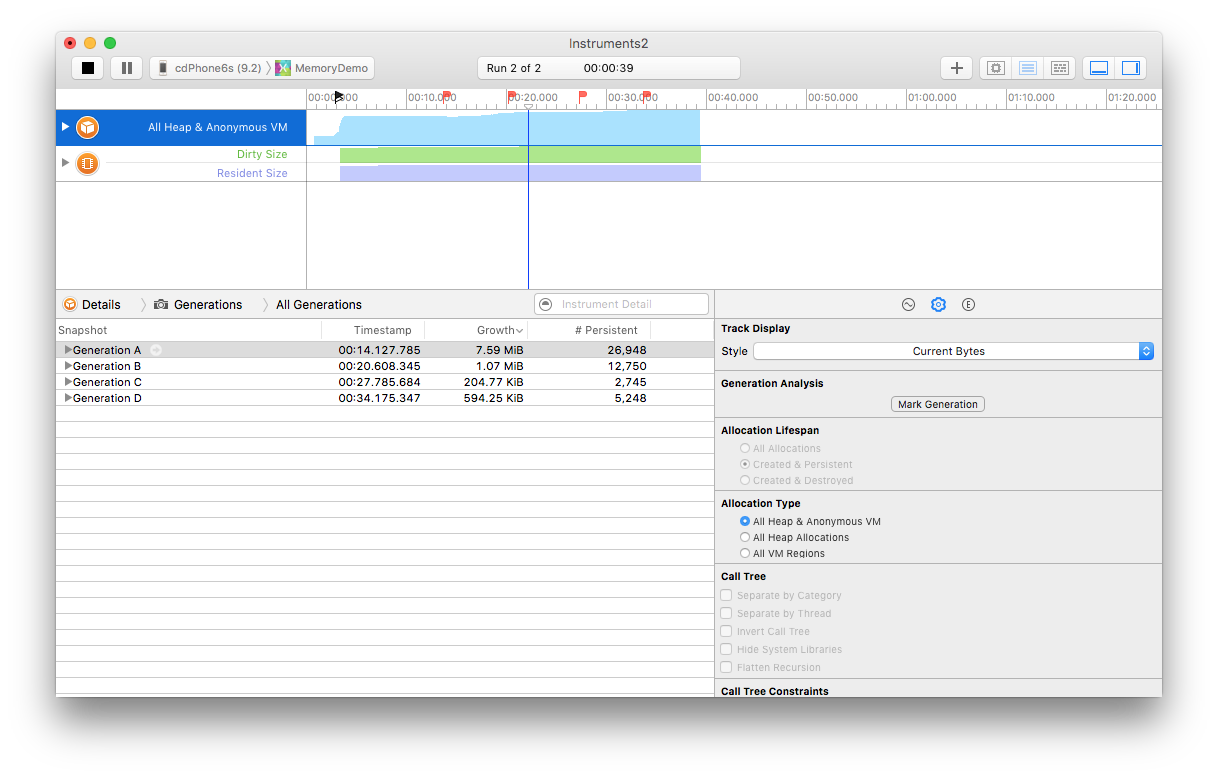 Instruments2
cdPhone6s (9.2) MemoryDemo
Run 2 of 2 00:00:39
00:10.000 00:20.000 00:30.000 00:40.000 00:50.000 01:00.000 01:10.000 01:20.000
All Heap & Anonymous VM
Dirty Size
Resident Size
Details Generations All Generations
Instrument Detail
E
Snapshot Timestamp Growth # Persistent
Generation A 00:14.127.785 7.59 MiB 26,948
Generation B 00:20.608.345 1.07 MiB 12,750
Generation C 00:27.785.684 204.77 KiB 2,745
Generation D 00:34.175.347 594.25 KiB 5,248
Track Display
Style Current Bytes
Generation Analysis
Mark Generation
Allocation Lifespan
All Allocations
Created & Persistent
Created & Destroyed
Allocation Type
All Heap & Anonymous VM
All Heap Allocations
All VM Regions
Call Tree
Separate by Category
Separate by Thread
Invert Call Tree
Hide System Libraries
Flatten Recursion
Call Tree Constraints